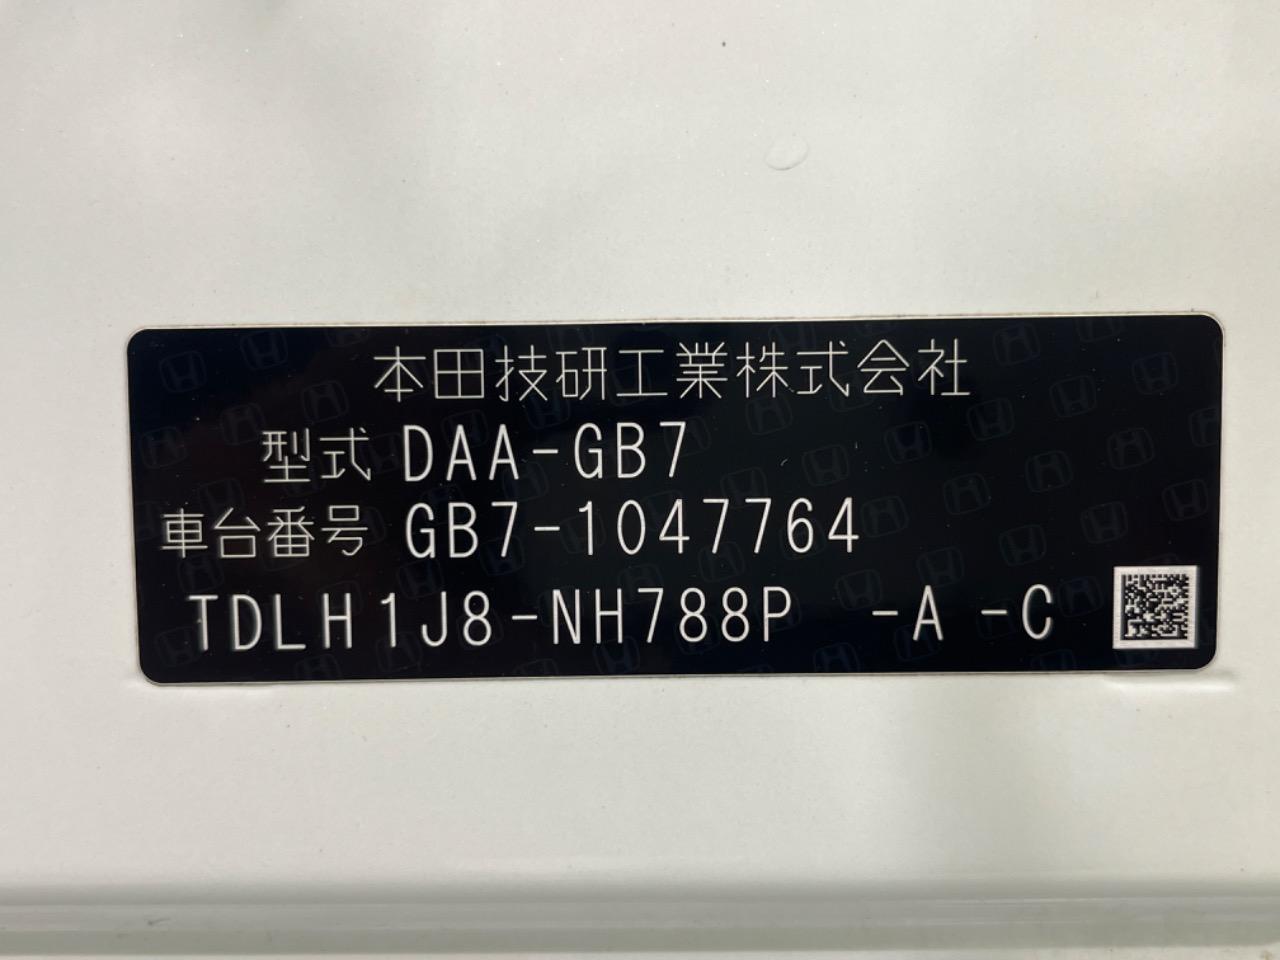 本田技研工業株式会社
型式 DAA-GB7
車台番号 GB7-1047764
TDLH1J8-NH788P -A -C